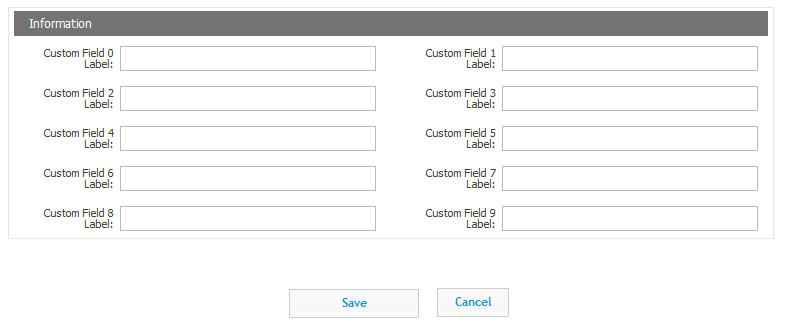 Information
Custom Field 0
Label:
Custom Field 1
Label:
Custom Field 2
Label:
Custom Field 3
Label:
Custom Field 4
Label:
Custom Field 5
Label:
Custom Field 6
Label:
Custom Field 7
Label:
Custom Field 8
Label:
Custom Field 9
Label:
Save
Cancel